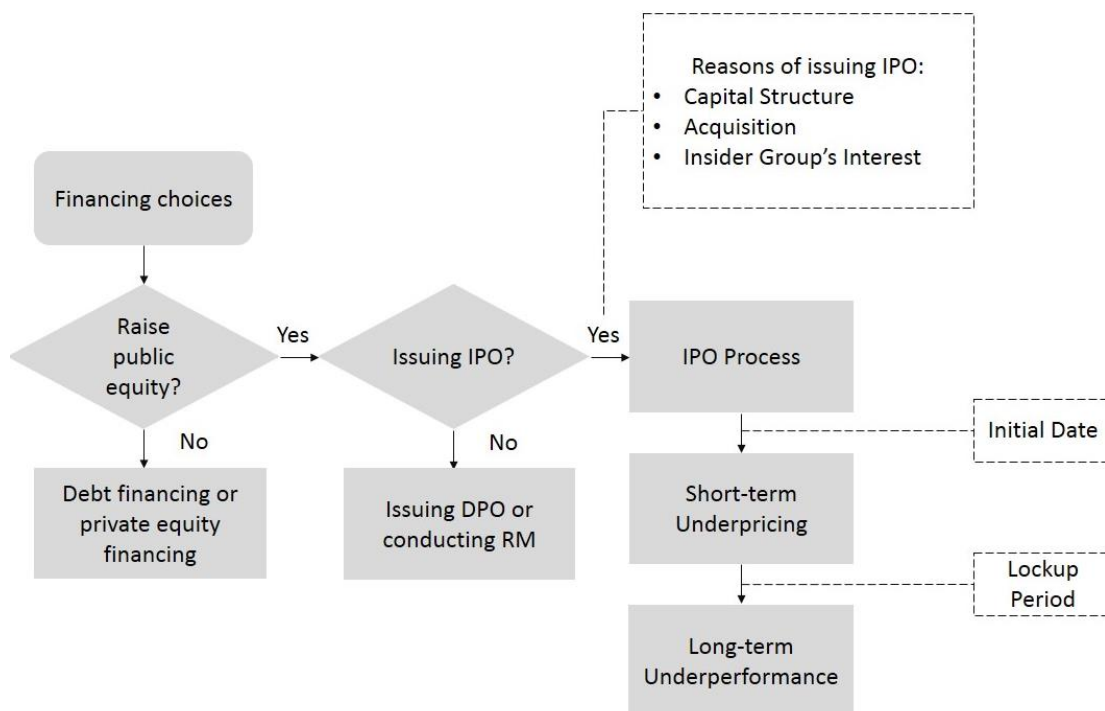 Reasons of issuing IPO:
• Capital Structure
• Acquisition
• Insider Group's Interest
Financing choices
Raise
public
equity?
Yes
Issuing IPO?
Yes
IPO Process
No
No
Initial Date
Debt financing or
private equity
financing
Issuing DPO or
conducting RM
Short-term
Underpricing
Lockup
Period
Long-term
Underperformance